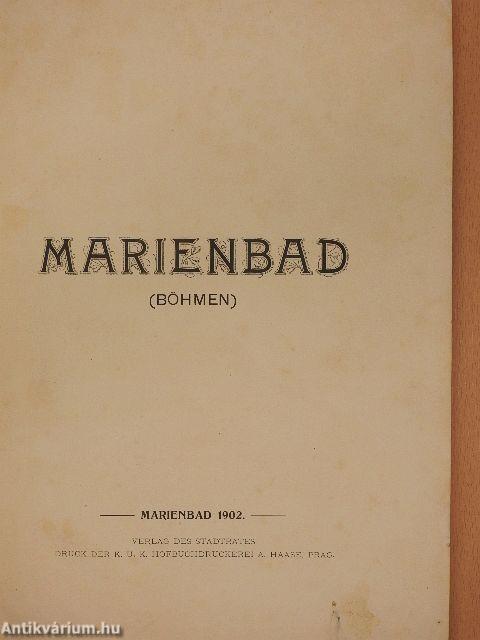 MARIENBAD
(BÖHMEN)
MARIENBAD 1902.
VERLAG DES STADTRATES
DRUCK DER K. U. K. HOFBUCHDRUCKEREI A. HAASE, PRAG.
Antikvárium.hu